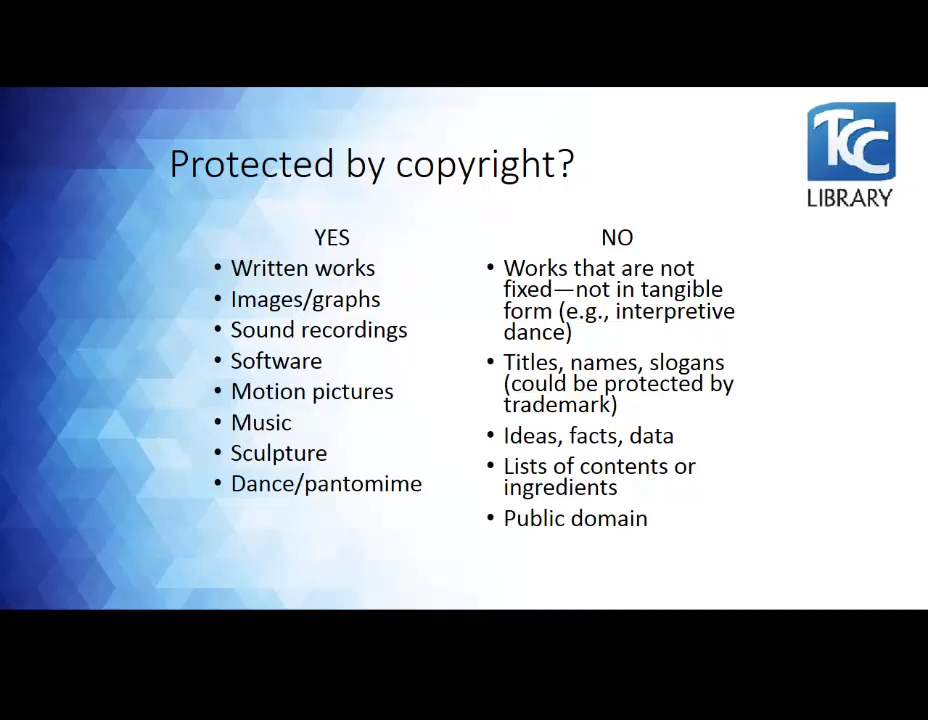 TCC
LIBRARY
Protected by copyright?
YES
• Written works
• Images/graphs
• Sound recordings
• Software
• Motion pictures
• Music
• Sculpture
• Dance/pantomime
NO
• Works that are not
fixed—not in tangible
form (e.g., interpretive
dance)
• Titles, names, slogans
(could be protected by
trademark)
• Ideas, facts, data
• Lists of contents or
ingredients
• Public domain